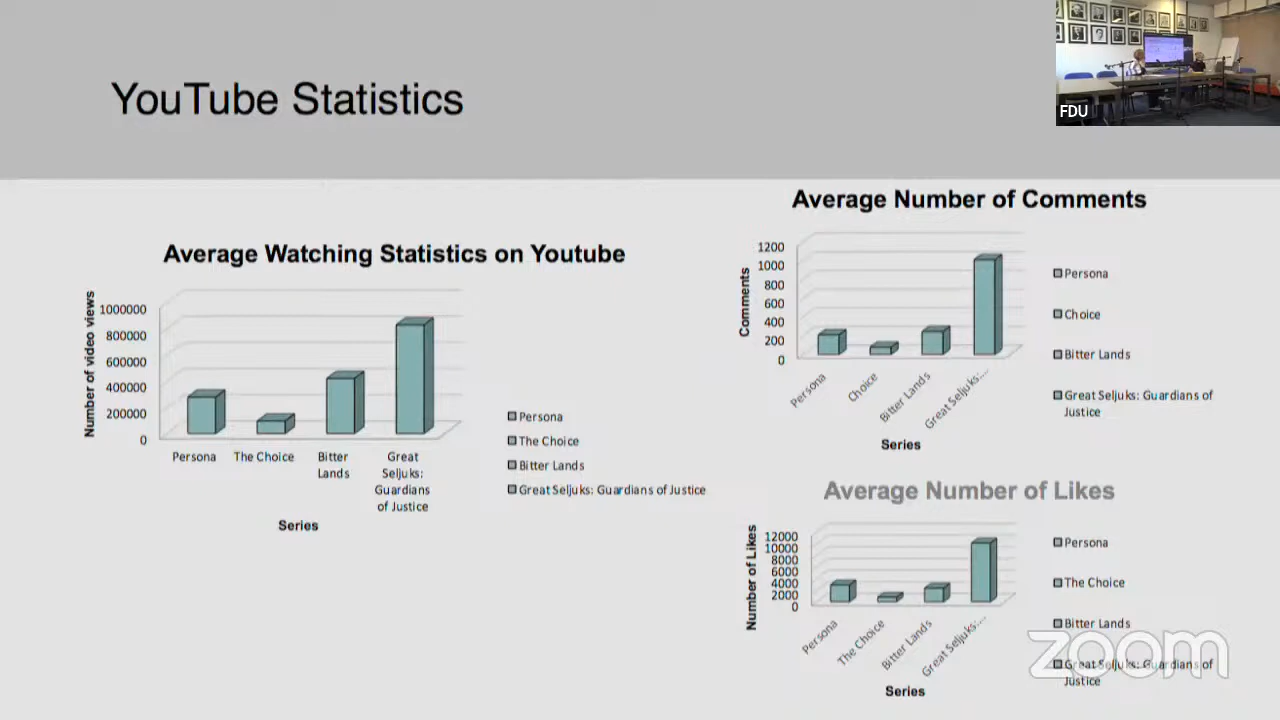 YouTube Statistics
FDU
Average Watching Statistics on Youtube
Number of video views
1000000
800000
600000
400000
200000
0
Persona
The Choice
Bitter
Lands
Great
Seljuks:
Guardians
of Justice
Series
Persona
The Choice
Bitter Lands
Great Seljuks: Guardians of Justice
Average Number of Comments
Comments
1200
1000
800
600
400
200
0
Persona
Choice
Bitter Lands
Great Seljuks:...
Series
Persona
Choice
Bitter Lands
Great Seljuks: Guardians of
Justice
Average Number of Likes
Number of Likes
12000
10000
8000
6000
4000
2000
0
Persona
The Choice
Bitter Lands
Great Seljuks:...
Series
Persona
The Choice
Bitter Lands
Great Seljuks: Guardians of
Justice
zoom